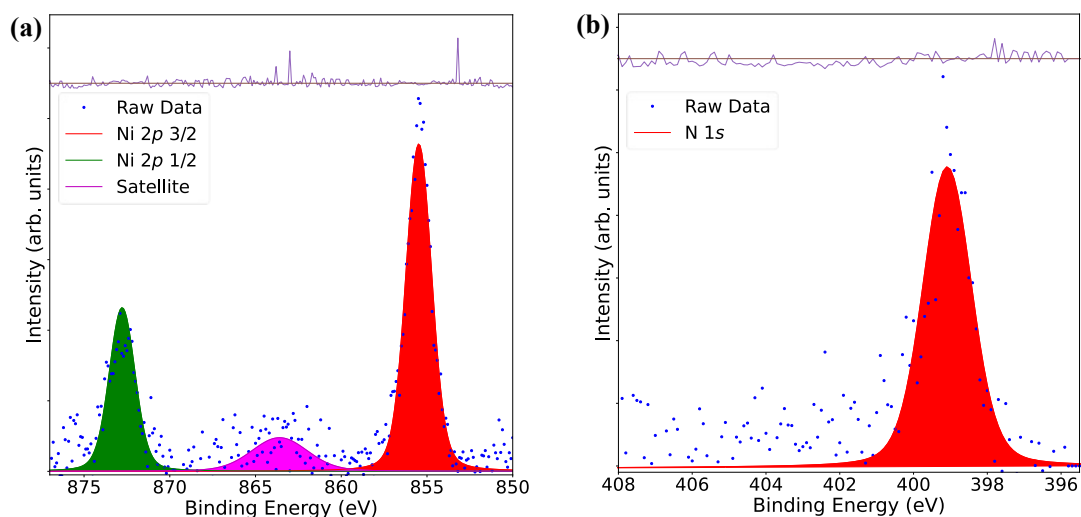 (a)
Raw Data
Ni 2p 3/2
Ni 2p 1/2
Satellite
Intensity (arb. units)
875 870 865 860 855 850
Binding Energy (eV)
(b)
Raw Data
N 1s
Intensity (arb. units)
408 406 404 402 400 398 396
Binding Energy (eV)